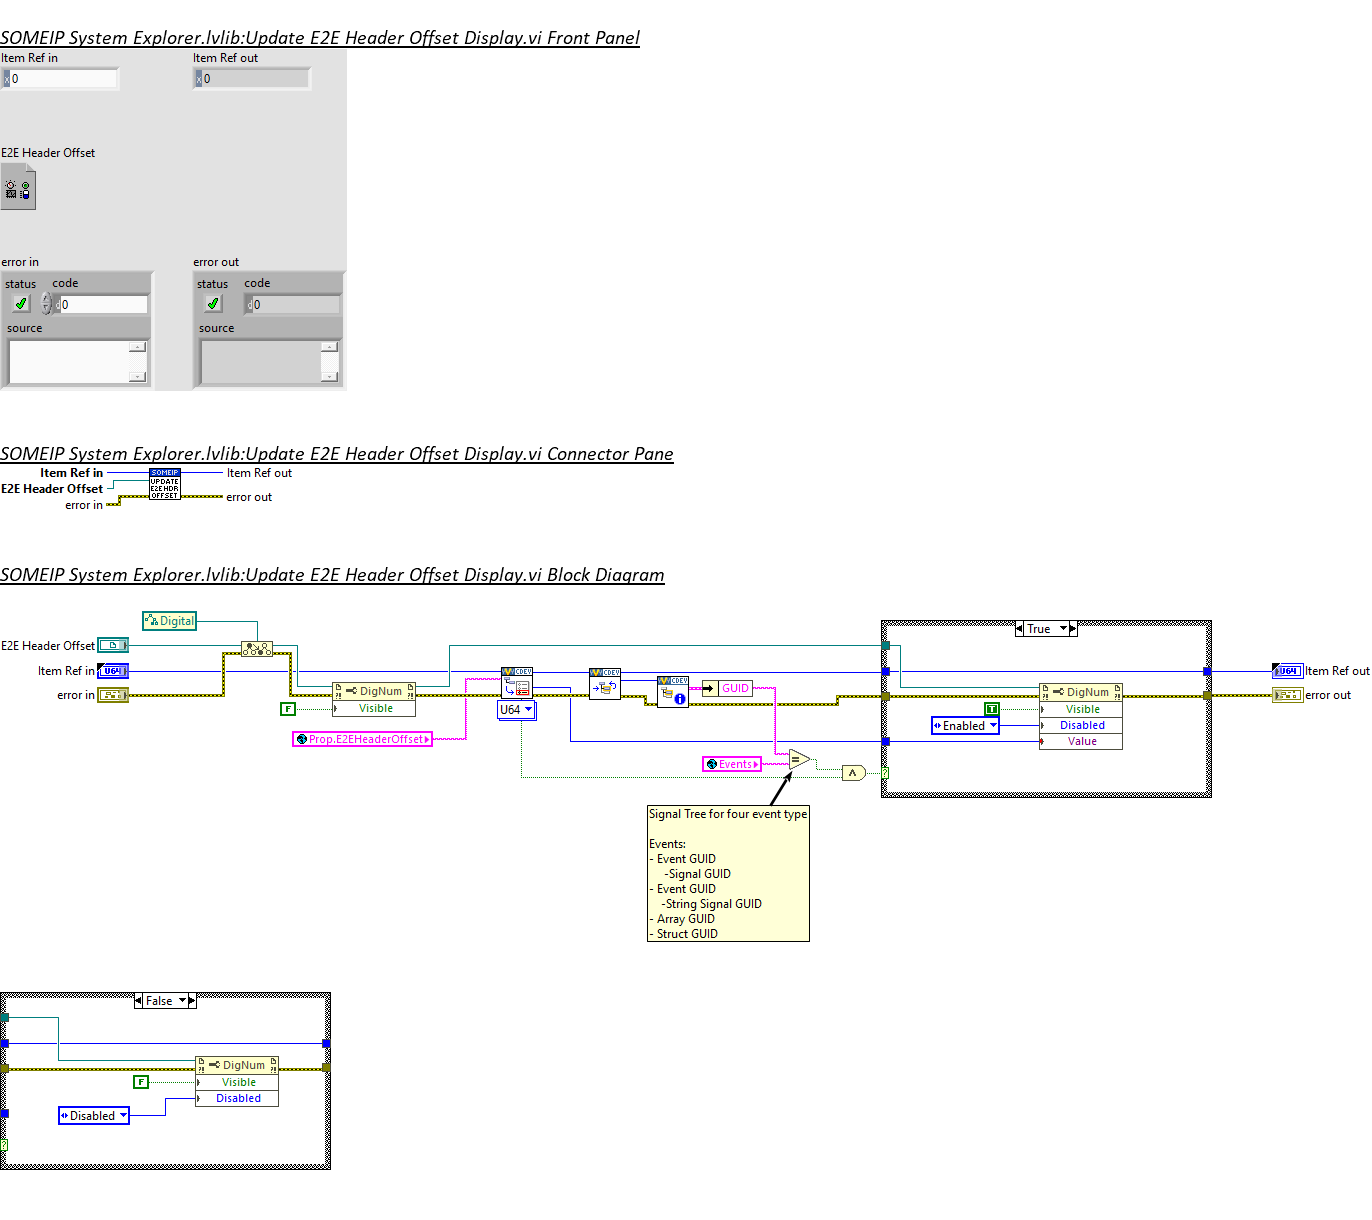 SOMEIP System Explorer.lvlib:Update E2E Header Offset Display.vi Front Panel
Item Ref in
Item Ref out
x 0
x 0
E2E Header Offset
error in
error out
status
code
status
code
d 0
d 0
source
source
SOMEIP System Explorer.lvlib:Update E2E Header Offset Display.vi Connector Pane
Item Ref in
SOMEIP
Item Ref out
E2E Header Offset
UPDATE
E2E HDR
OFFSET
error in
error out
SOMEIP System Explorer.lvlib:Update E2E Header Offset Display.vi Block Diagram
Digital
True
E2E Header Offset
Item Ref in
U64
error in
DigNum
Visible
F
Prop.E2EHeaderOffset
CDEV
U64
CDEV
CDEV
GUID
Events
=
DigNum
Visible
T
Enabled
Disabled
Value
?
U64
Item Ref out
error out
Signal Tree for four event type
Events:
- Event GUID
-Signal GUID
- Event GUID
-String Signal GUID
- Array GUID
- Struct GUID
False
DigNum
F
Visible
Disabled
Disabled
?